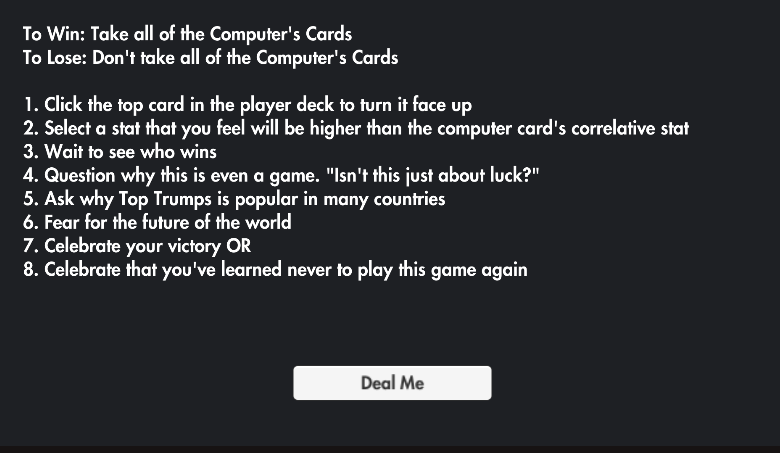 To Win: Take all of the Computer's Cards
To Lose: Don't take all of the Computer's Cards
1. Click the top card in the player deck to turn it face up
2. Select a stat that you feel will be higher than the computer card's correlative stat
3. Wait to see who wins
4. Question why this is even a game. "Isn't this just about luck?"
5. Ask why Top Trumps is popular in many countries
6. Fear for the future of the world
7. Celebrate your victory OR
8. Celebrate that you've learned never to play this game again
Deal Me